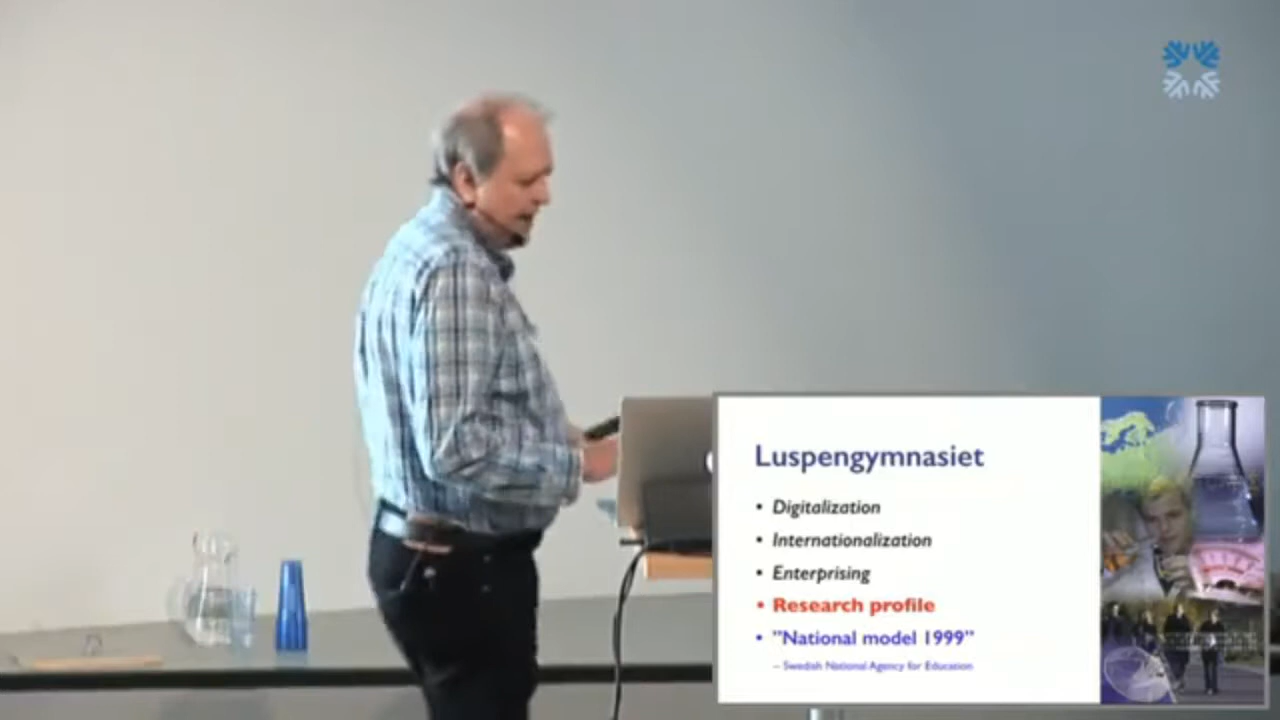 Luspengymnasiet
• Digitalization
• Internationalization
• Enterprising
• Research profile
• "National model 1999"
– Swedish National Agency for Education